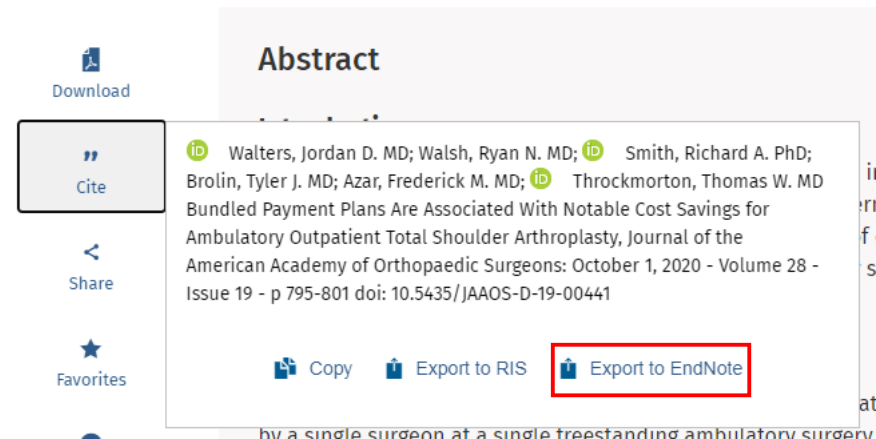 Abstract
Download
Cite
Share
Favorites
iD Walters, Jordan D. MD; Walsh, Ryan N. MD; iD Smith, Richard A. PhD;
Brolin, Tyler J. MD; Azar, Frederick M. MD; iD Throckmorton, Thomas W. MD
Bundled Payment Plans Are Associated With Notable Cost Savings for
Ambulatory Outpatient Total Shoulder Arthroplasty, Journal of the
American Academy of Orthopaedic Surgeons: October 1, 2020 - Volume 28 -
Issue 19 - p 795-801 doi: 10.5435/JAAOS-D-19-00441
Copy Export to RIS Export to EndNote
by a single surgeon at a single freestanding ambulatory surgery